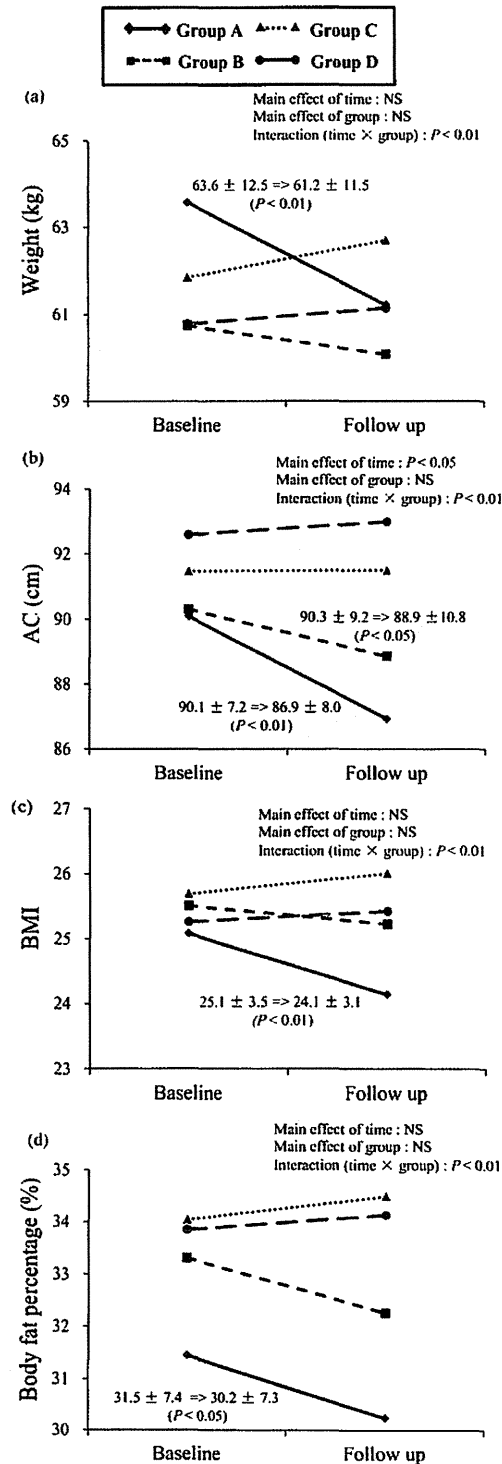 Group A
Group C
Group B
Group D
(a)
Main effect of time : NS
Main effect of group : NS
Interaction (time × group) : P < 0.01
65
63
61
59
Weight (kg)
63.6 ± 12.5 => 61.2 ± 11.5
(P < 0.01)
Baseline
Follow up
(b)
Main effect of time : P < 0.05
Main effect of group : NS
Interaction (time × group) : P < 0.01
94
92
90
88
86
AC (cm)
90.3 ± 9.2 => 88.9 ± 10.8
(P < 0.05)
90.1 ± 7.2 => 86.9 ± 8.0
(P < 0.01)
Baseline
Follow up
(c)
Main effect of time : NS
Main effect of group : NS
Interaction (time × group) : P < 0.01
27
26
25
24
23
BMI
25.1 ± 3.5 => 24.1 ± 3.1
(P < 0.01)
Baseline
Follow up
(d)
Main effect of time : NS
Main effect of group : NS
Interaction (time × group) : P < 0.01
35
34
33
32
31
30
Body fat percentage (%)
31.5 ± 7.4 => 30.2 ± 7.3
(P < 0.05)
Baseline
Follow up